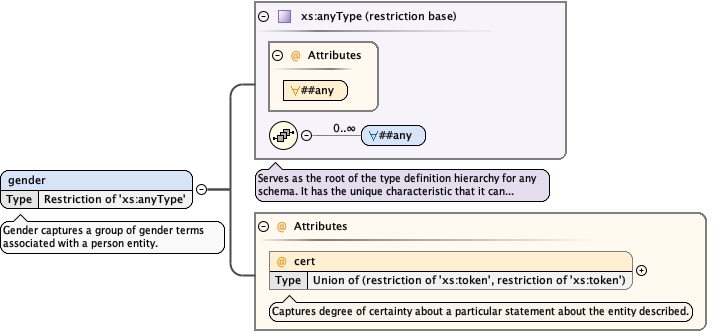 xs:anyType (restriction base)
@ Attributes
∀##any
0..∞
∀##any
Serves as the root of the type definition hierarchy for any
schema. It has the unique characteristic that it can...
gender
Type Restriction of 'xs:anyType'
Gender captures a group of gender terms
associated with a person entity.
@ Attributes
@ cert
Type Union of (restriction of 'xs:token', restriction of 'xs:token')
Captures degree of certainty about a particular statement about the entity described.